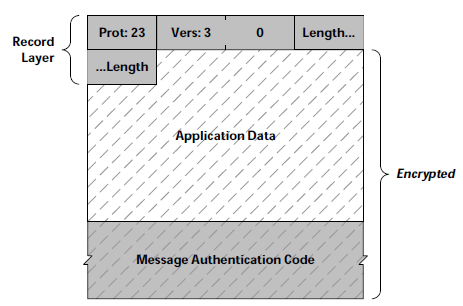 Record
Layer
Prot: 23 Vers: 3 0 Length...
...Length
Application Data
Encrypted
Message Authentication Code